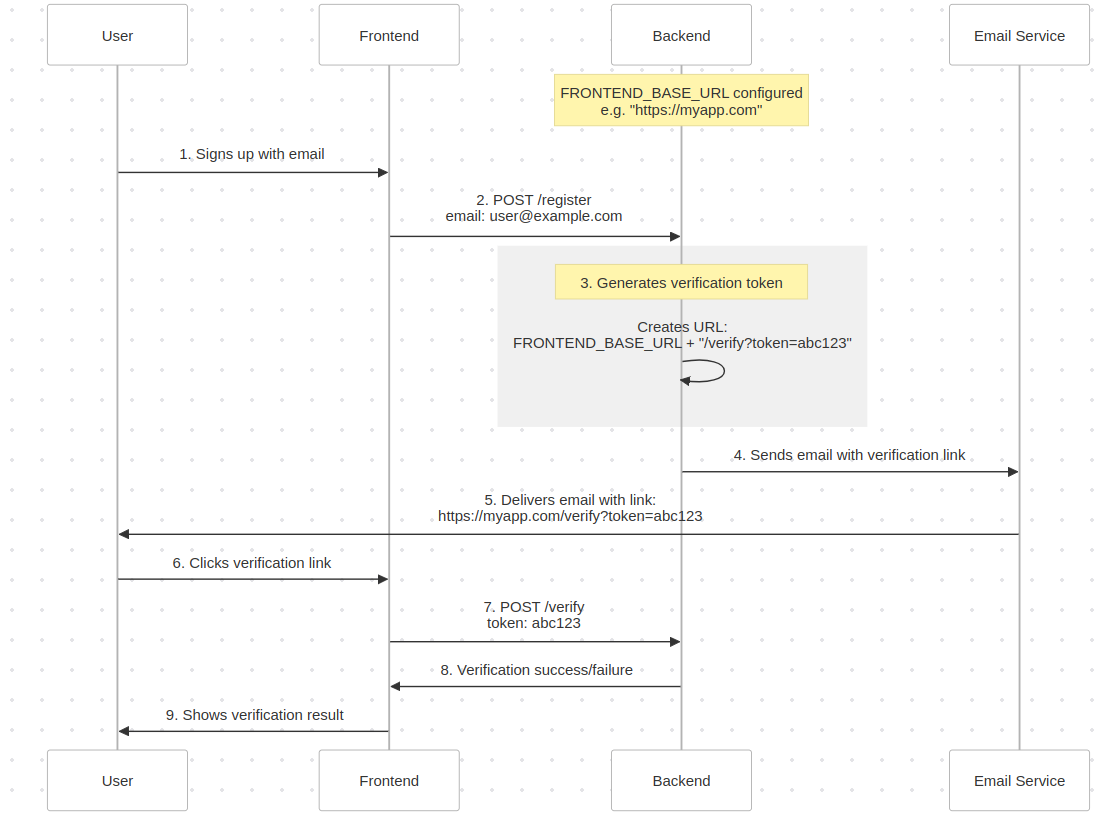 User
Frontend
Backend
Email Service
FRONTEND_BASE_URL configured
e.g. "https://myapp.com"
1. Signs up with email
2. POST /register
email: user@example.com
3. Generates verification token
Creates URL:
FRONTEND_BASE_URL + "/verify?token=abc123"
4. Sends email with verification link
5. Delivers email with link:
https://myapp.com/verify?token=abc123
6. Clicks verification link
7. POST /verify
token: abc123
8. Verification success/failure
9. Shows verification result
User
Frontend
Backend
Email Service